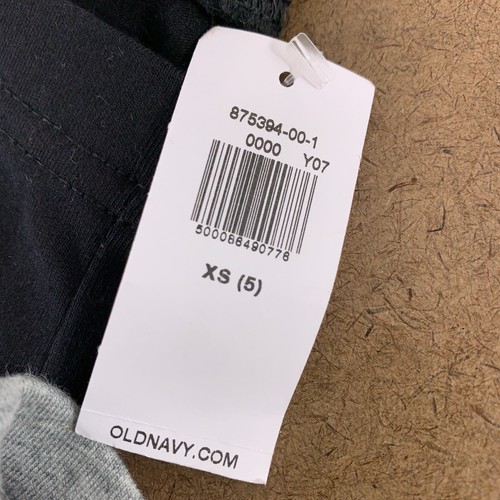 875394-00-1
0000 Y07
500086490776
XS (5)
OLDNAVY.COM